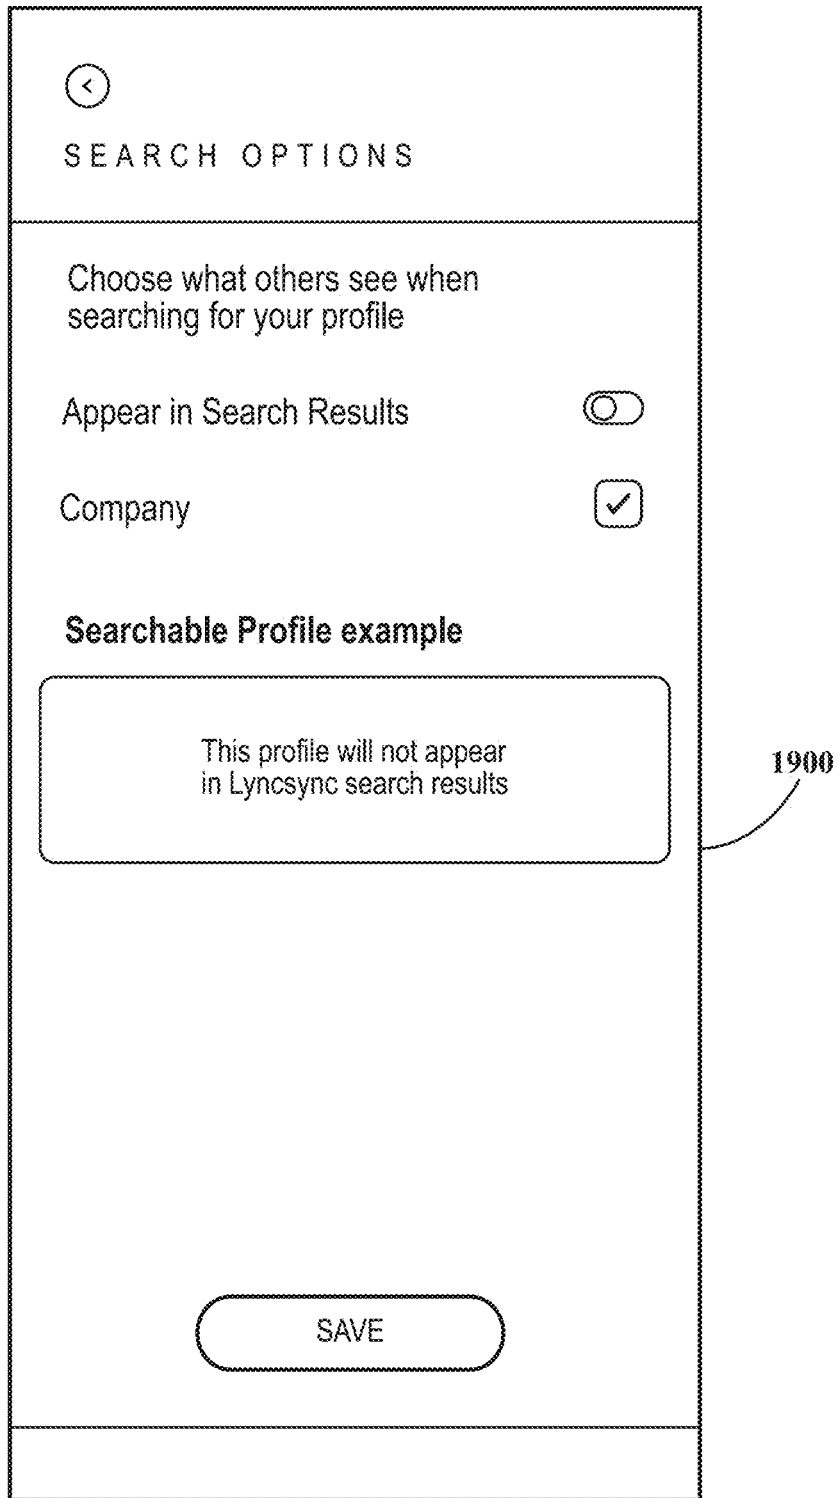 SEARCH OPTIONS
Choose what others see when
searching for your profile
Appear in Search Results
Company
Searchable Profile example
This profile will not appear
in Lyncsync search results
1900
SAVE